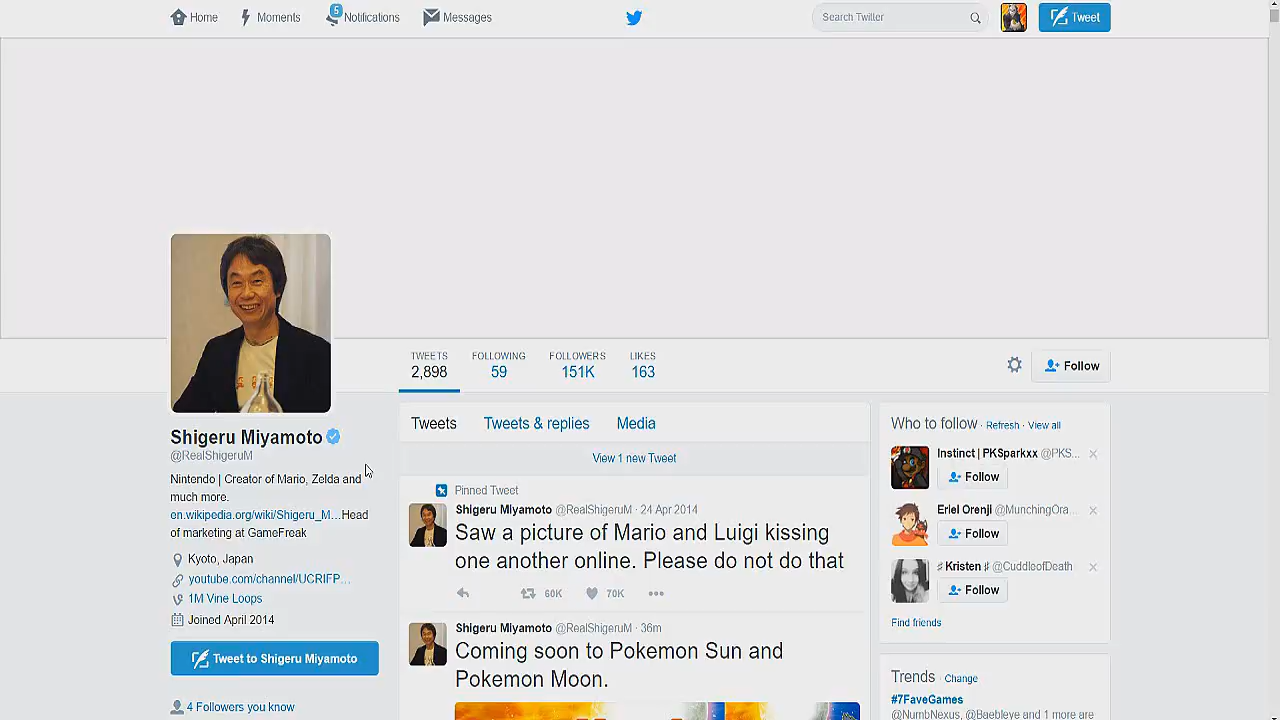 Home Moments 5 Notifications Messages Search Twitter Tweet
TWEETS FOLLOWING FOLLOWERS LIKES
2,898 59 151K 163
Follow
Shigeru Miyamoto
@RealShigeruM
Nintendo | Creator of Mario, Zelda and
much more.
en.wikipedia.org/wiki/Shigeru_M...Head
of marketing at GameFreak
Kyoto, Japan
youtube.com/channel/UCRIFP...
1M Vine Loops
Joined April 2014
Tweet to Shigeru Miyamoto
4 Followers you know
Tweets Tweets & replies Media
View 1 new Tweet
Pinned Tweet
Shigeru Miyamoto @RealShigeruM · 24 Apr 2014
Saw a picture of Mario and Luigi kissing
one another online. Please do not do that
60K 70K
Shigeru Miyamoto @RealShigeruM · 36m
Coming soon to Pokemon Sun and
Pokemon Moon.
Who to follow · Refresh · View all
Instinct | PKSparkxx @PKS...
Follow
Eriel Orenji @MunchingOra...
Follow
♯ Kristen ♯ @CuddleofDeath
Follow
Find friends
Trends · Change
#7FaveGames
@NumbNexus, @Baebleye and 1 more are